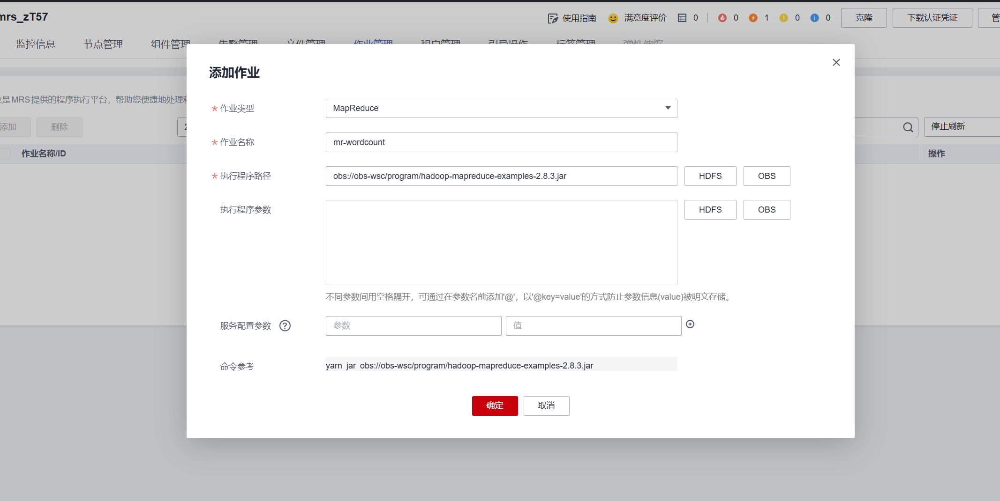 mrs_zT57
使用指南 满意度评价 0 0 1 0 0 克隆 下载认证凭证 管
监控信息 节点管理 组件管理 告警管理 文件管理 作业管理 租户管理 引导操作 标签管理 弹性伸缩
添加作业
业是MRS提供的程序执行平台，帮助您便捷地处理和
* 作业类型 MapReduce
添加 删除 2 停止刷新
* 作业名称 mr-wordcount
作业名称/ID 操作
* 执行程序路径 obs://obs-wsc/program/hadoop-mapreduce-examples-2.8.3.jar HDFS OBS
执行程序参数 HDFS OBS
不同参数间用空格隔开，可通过在参数名前添加'@'，以'@key=value'的方式防止参数信息(value)被明文存储。
服务配置参数 ? 参数 值
命令参考 yarn jar obs://obs-wsc/program/hadoop-mapreduce-examples-2.8.3.jar
确定 取消